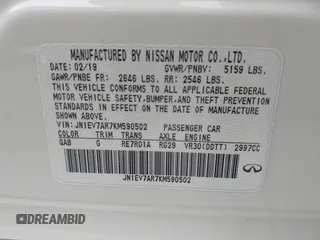 MANUFACTURED BY NISSAN MOTOR CO.,LTD.
DATE: 02/19 GVWR/PNBV: 5159 LBS.
GAWR/PNBE FR: 2646 LBS. RR: 2546 LBS.
THIS VEHICLE CONFORMS TO ALL APPLICABLE FEDERAL
MOTOR VEHICLE SAFETY,BUMPER,AND THEFT PREVENTION
STANDARDS IN EFFECT ON THE DATE OF MANUFACTURE
SHOWN ABOVE.
VIN: JN1EV7AR7KM590502 PASSENGER CAR
COLOR TRIM TRANS AXLE ENGINE
QAB G RE7R01A RG29 VR30(DDTT) 2997CC
JN1EV7AR7KM590502
DREAMBID
dreambid.com